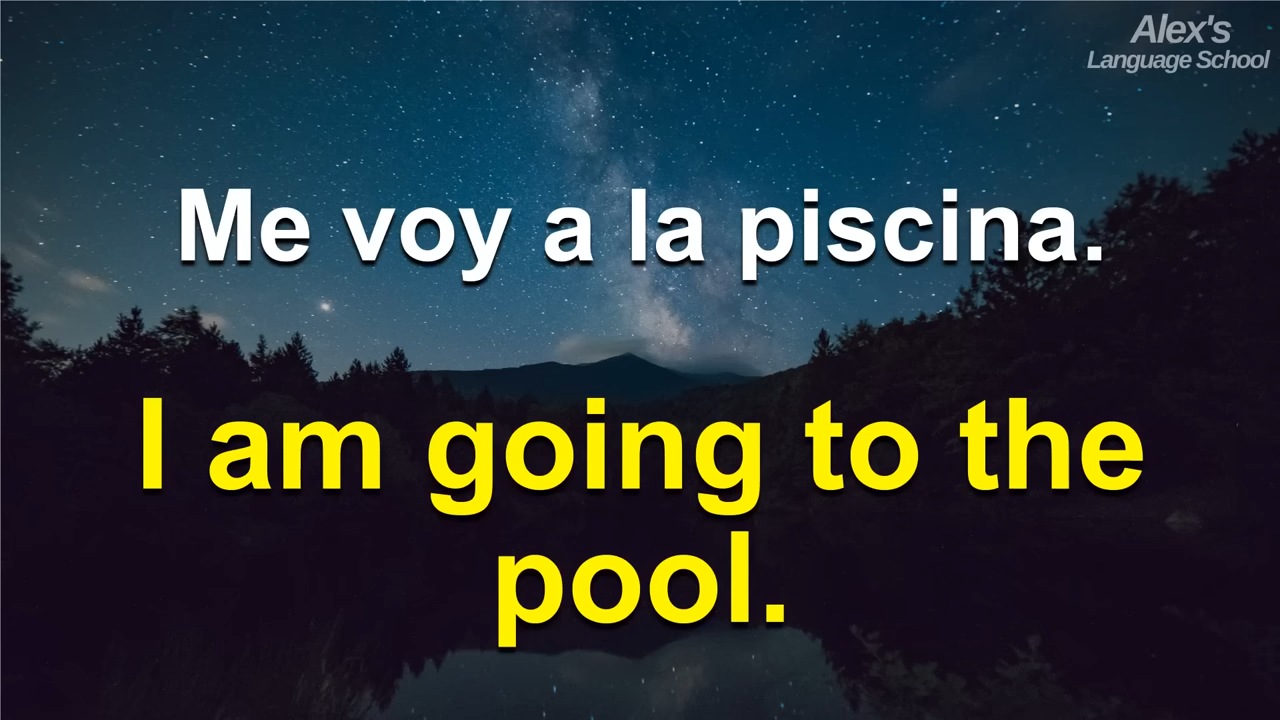 Alex's
Language School
Me voy a la piscina.
I am going to the
pool.